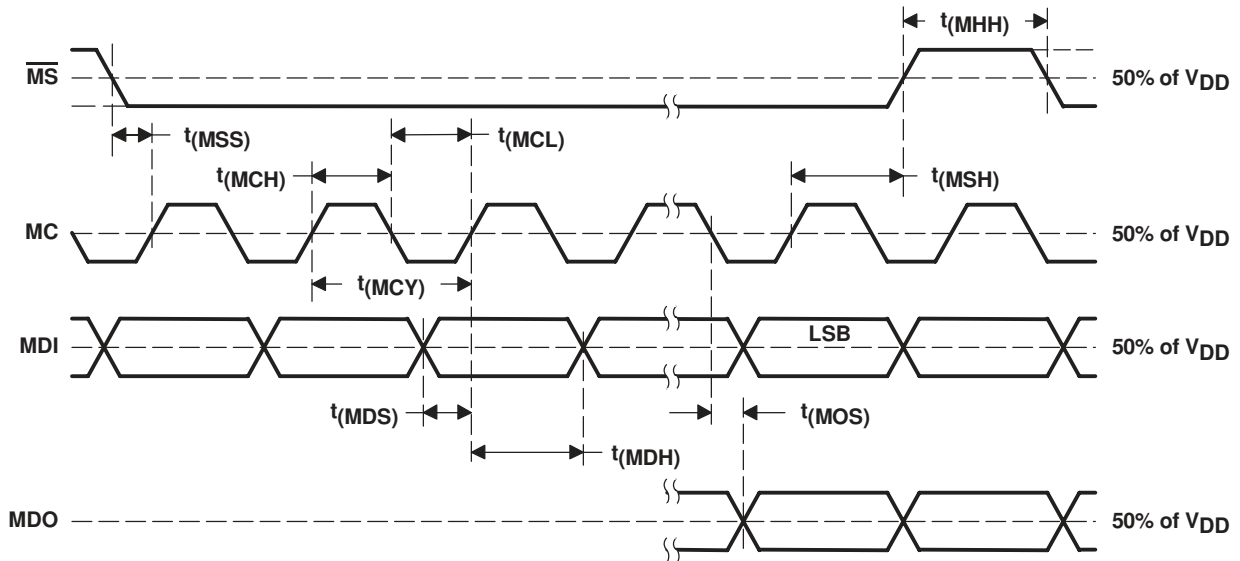 t(MHH)
MS
50% of VDD
t(MSS)
t(MCL)
t(MCH)
t(MSH)
MC
50% of VDD
t(MCY)
LSB
MDI
50% of VDD
t(MDS)
t(MOS)
t(MDH)
MDO
50% of VDD